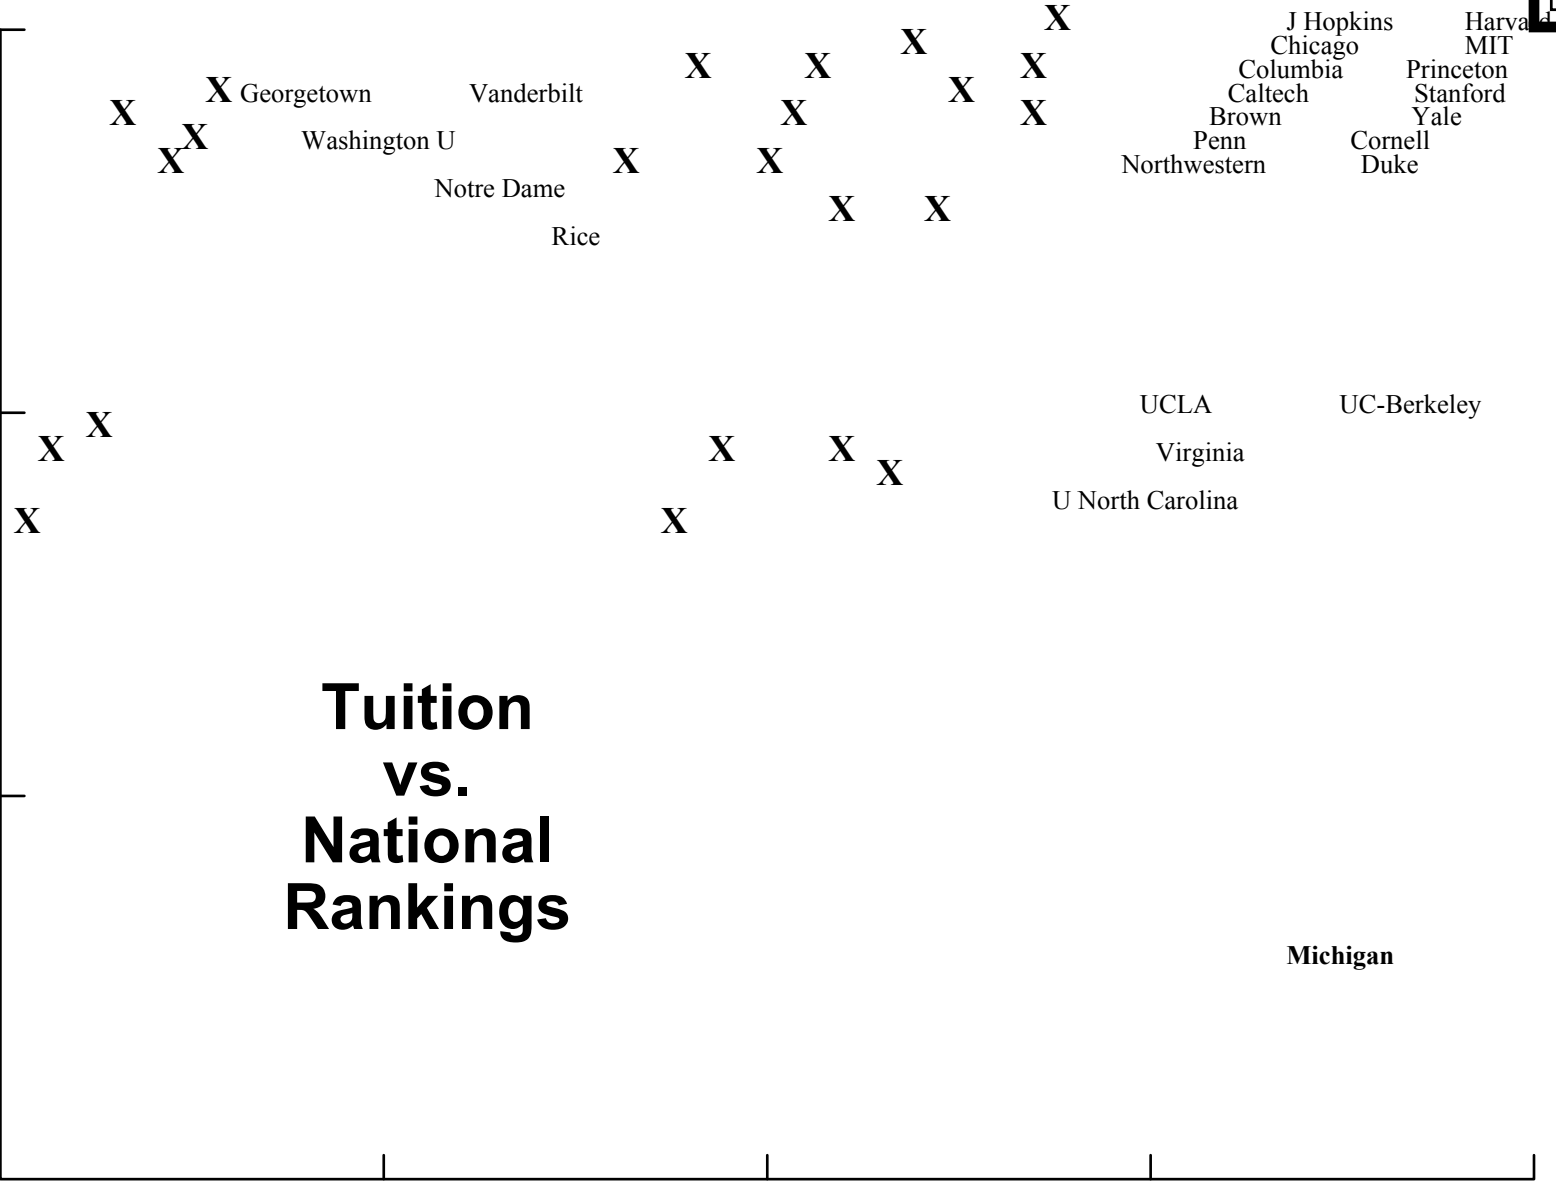 X J Hopkins Harvard
X Chicago MIT
X X X Columbia Princeton
X Georgetown Vanderbilt X Caltech Stanford
X X X Brown Yale
X Washington U Penn Cornell
X X X Northwestern Duke
Notre Dame
X X
Rice
UCLA UC-Berkeley
X
X X X Virginia
X
U North Carolina
X X
Tuition
vs.
National
Rankings
Michigan